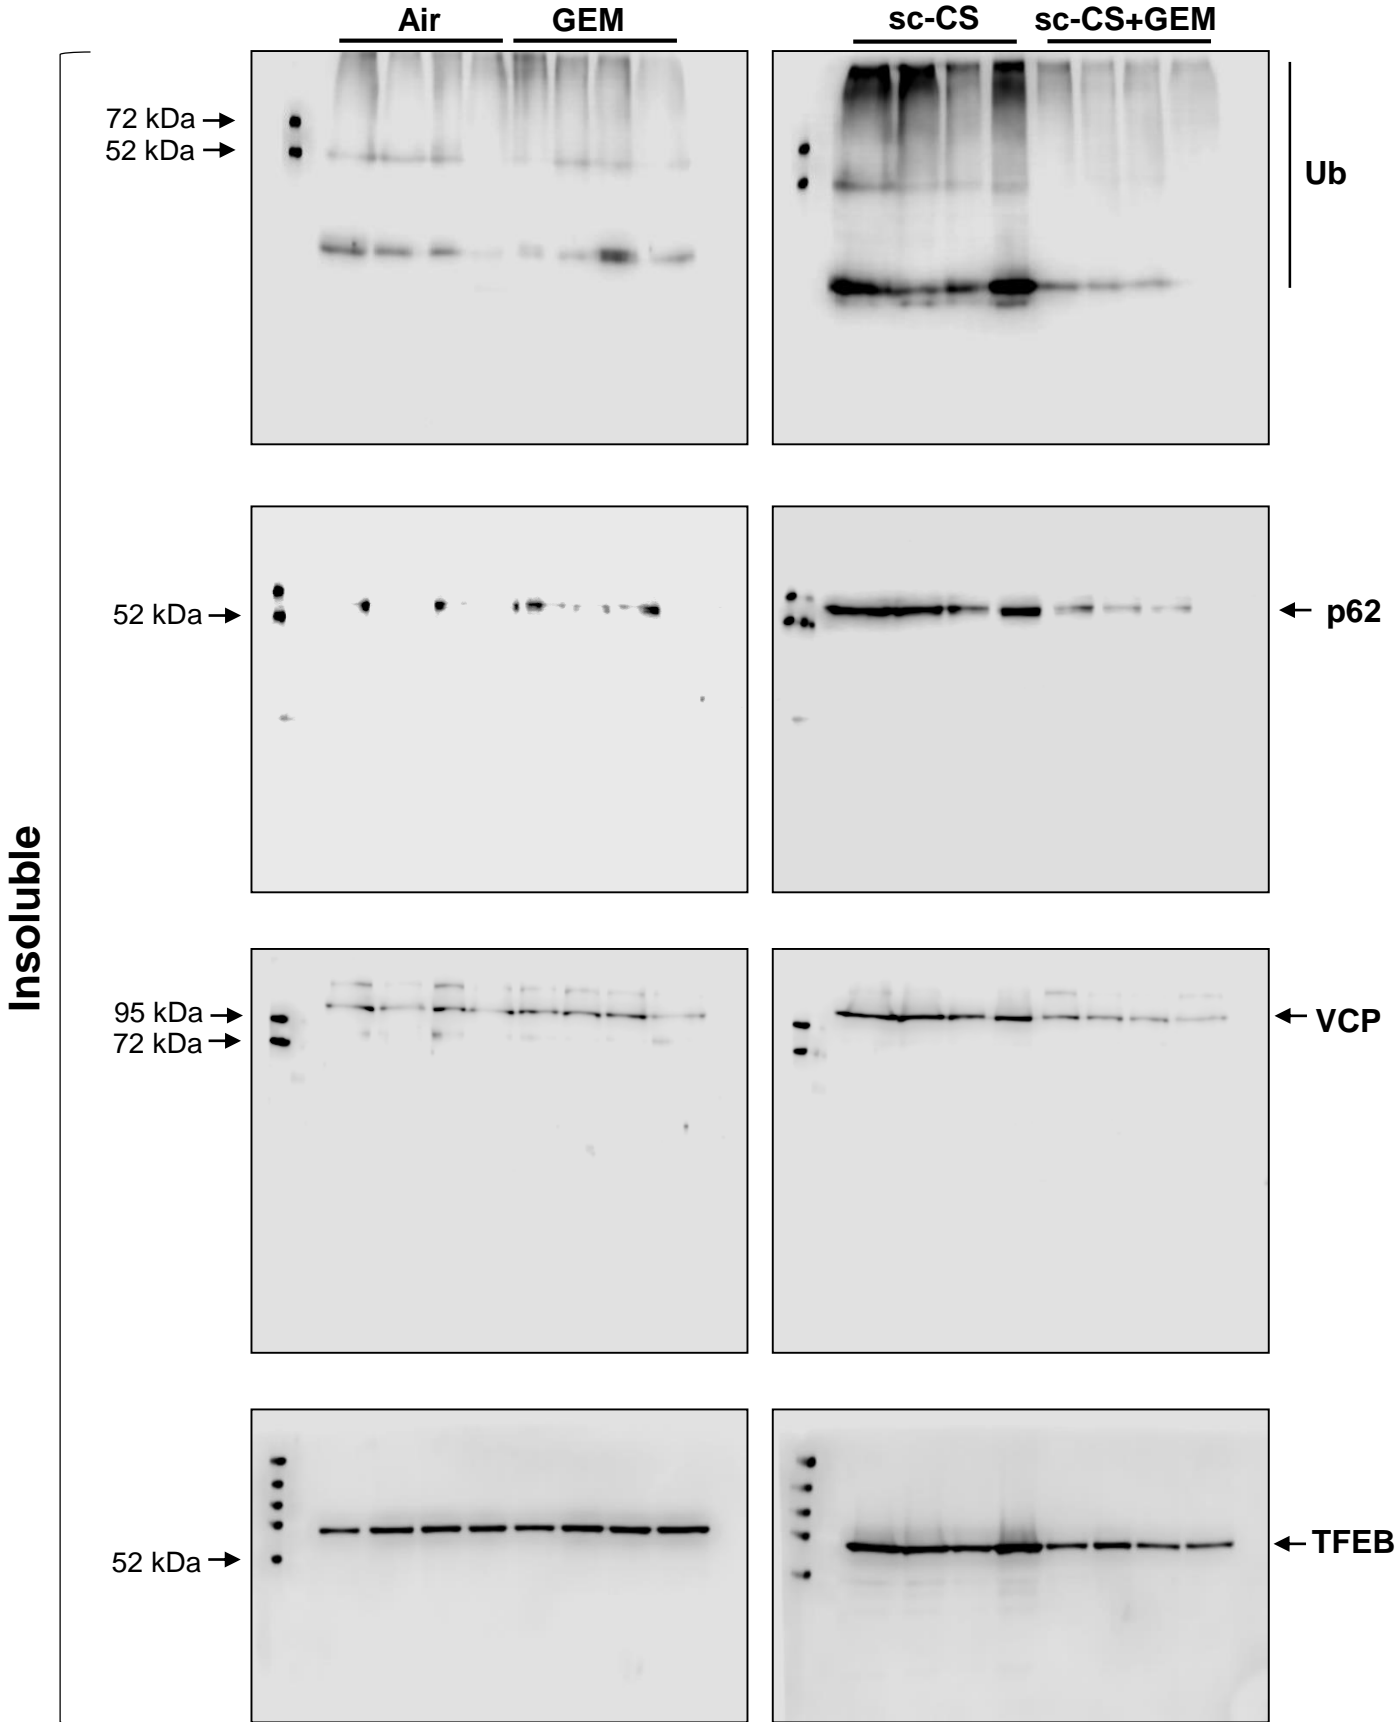 Air GEM sc-CS sc-CS+GEM
72 kDa
52 kDa
Ub
52 kDa
p62
Insoluble
95 kDa
72 kDa
VCP
52 kDa
TFEB